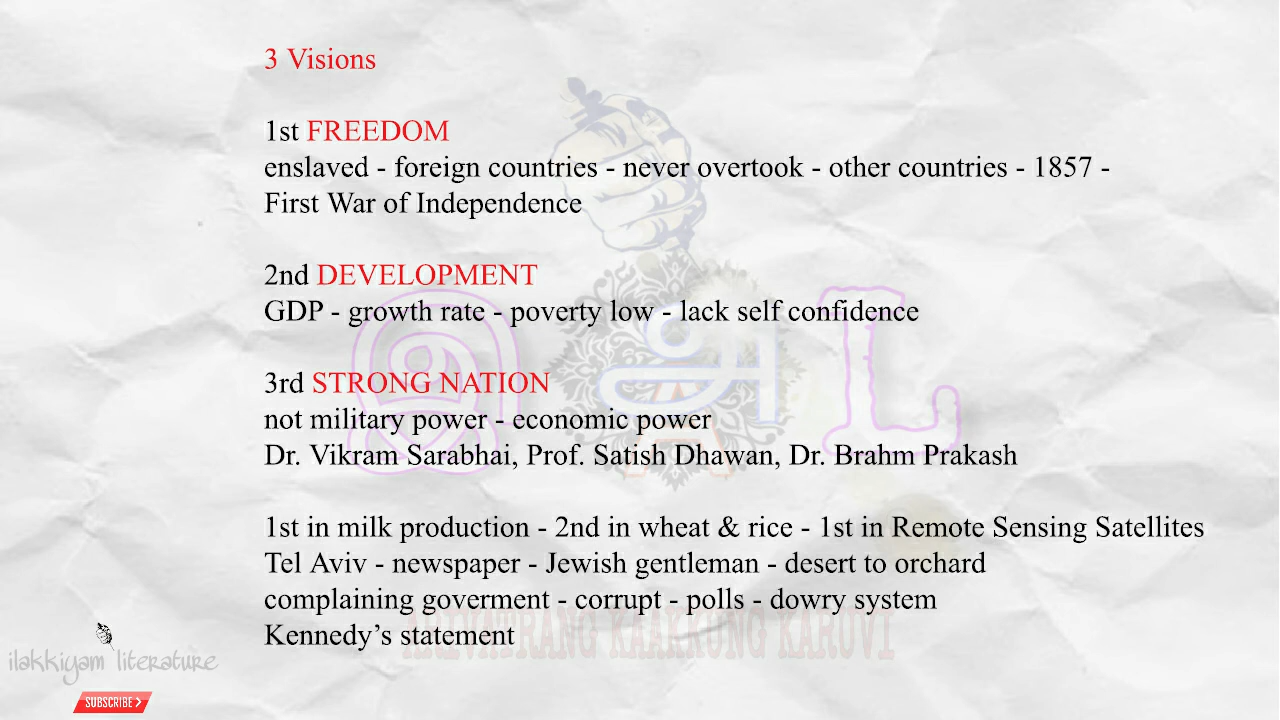 3 Visions
1st FREEDOM
enslaved - foreign countries - never overtook - other countries - 1857 -
First War of Independence
2nd DEVELOPMENT
GDP - growth rate - poverty low - lack self confidence
3rd STRONG NATION
not military power - economic power
Dr. Vikram Sarabhai, Prof. Satish Dhawan, Dr. Brahm Prakash
1st in milk production - 2nd in wheat & rice - 1st in Remote Sensing Satellites
Tel Aviv - newspaper - Jewish gentleman - desert to orchard
complaining goverment - corrupt - polls - dowry system
Kennedy's statement
ARIVATRANG KAAKKUNG KARUVI
ilakkiyam literature
SUBSCRIBE >